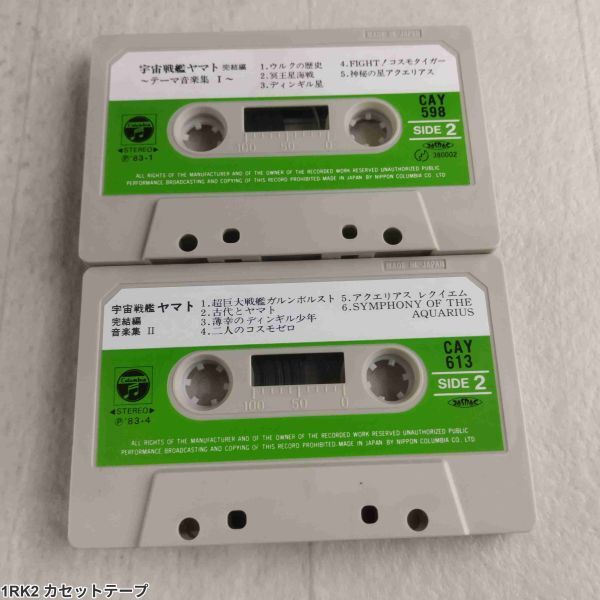 MADE IN JAPAN
宇宙戦艦ヤマト 完結編
～テーマ音楽集 I～
1.ウルクの歴史
2.冥王星海戦
3.ディンギル星
4.FIGHT!コスモタイガー
5.神秘の星アクエリアス
CAY
598
SIDE 2
Columbia
◀STEREO▶
Ⓟ'83-1
100 50 0
380002
ALL RIGHTS OF THE MANUFACTURER AND OF THE OWNER OF THE RECORDED WORK RESERVED UNAUTHORIZED PUBLIC
PERFORMANCE BROADCASTING AND COPYING OF THIS RECORD PROHIBITED. MADE IN JAPAN BY NIPPON COLUMBIA CO. LTD
MADE IN JAPAN
宇宙戦艦 ヤマト
完結編
音楽集 II
1.超巨大戦艦ガルンボルスト
2.古代とヤマト
3.薄幸のディンギル少年
4.二人のコスモゼロ
5.アクエリアス レクイエム
6.SYMPHONY OF THE
AQUARIUS
CAY
613
SIDE 2
Columbia
◀STEREO▶
Ⓟ'83-4
100 50 0
ALL RIGHTS OF THE MANUFACTURER AND OF THE OWNER OF THE RECORDED WORK RESERVED UNAUTHORIZED PUBLIC
PERFORMANCE BROADCASTING AND COPYING OF THIS RECORD PROHIBITED. MADE IN JAPAN BY NIPPON COLUMBIA CO. LTD.
1RK2 カセットテープ